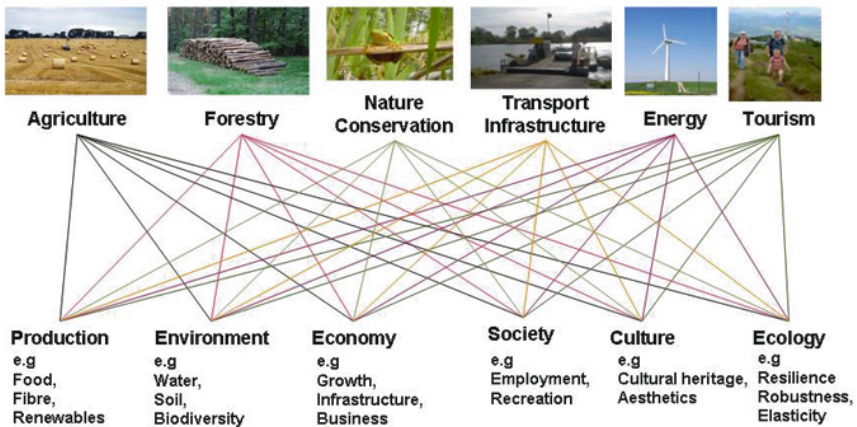 Agriculture
Forestry
Nature
Conservation
Transport
Infrastructure
Energy
Tourism
Production
e.g
Food,
Fibre,
Renewables
Environment
e.g
Water,
Soil,
Biodiversity
Economy
e.g
Growth,
Infrastructure,
Business
Society
e.g
Employment,
Recreation
Culture
e.g
Cultural heritage,
Aesthetics
Ecology
e.g
Resilience
Robustness,
Elasticity